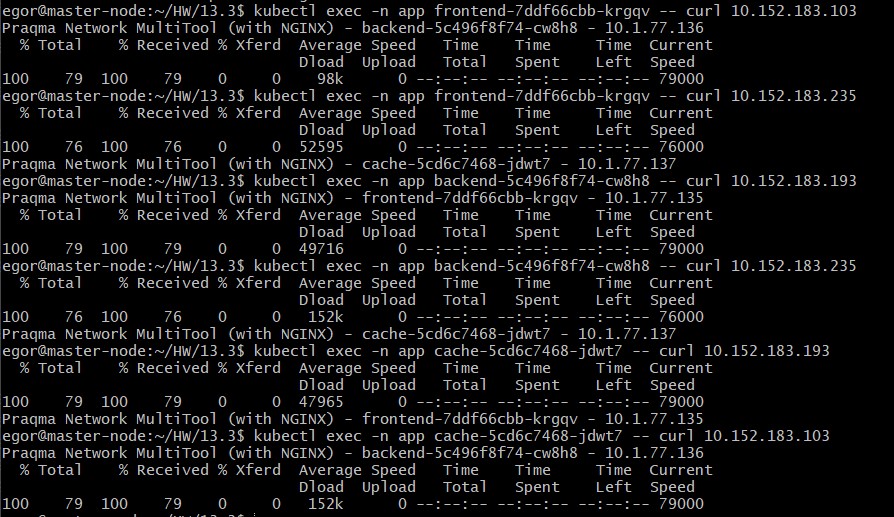 egor@master-node:~/HW/13.3$ kubectl exec -n app frontend-7ddf66cbb-krgqv -- curl 10.152.183.103
Praqma Network MultiTool (with NGINX) - backend-5c496f8f74-cw8h8 - 10.1.77.136
  % Total    % Received % Xferd  Average Speed   Time    Time     Time  Current
                                 Dload  Upload   Total   Spent    Left  Speed
100    79  100    79    0     0    98k      0 --:--:-- --:--:-- --:--:-- 79000
egor@master-node:~/HW/13.3$ kubectl exec -n app frontend-7ddf66cbb-krgqv -- curl 10.152.183.235
  % Total    % Received % Xferd  Average Speed   Time    Time     Time  Current
                                 Dload  Upload   Total   Spent    Left  Speed
100    76  100    76    0     0  52595      0 --:--:-- --:--:-- --:--:-- 76000
Praqma Network MultiTool (with NGINX) - cache-5cd6c7468-jdwt7 - 10.1.77.137
egor@master-node:~/HW/13.3$ kubectl exec -n app backend-5c496f8f74-cw8h8 -- curl 10.152.183.193
Praqma Network MultiTool (with NGINX) - frontend-7ddf66cbb-krgqv - 10.1.77.135
  % Total    % Received % Xferd  Average Speed   Time    Time     Time  Current
                                 Dload  Upload   Total   Spent    Left  Speed
100    79  100    79    0     0  49716      0 --:--:-- --:--:-- --:--:-- 79000
egor@master-node:~/HW/13.3$ kubectl exec -n app backend-5c496f8f74-cw8h8 -- curl 10.152.183.235
  % Total    % Received % Xferd  Average Speed   Time    Time     Time  Current
                                 Dload  Upload   Total   Spent    Left  Speed
100    76  100    76    0     0   152k      0 --:--:-- --:--:-- --:--:-- 76000
Praqma Network MultiTool (with NGINX) - cache-5cd6c7468-jdwt7 - 10.1.77.137
egor@master-node:~/HW/13.3$ kubectl exec -n app cache-5cd6c7468-jdwt7 -- curl 10.152.183.193
  % Total    % Received % Xferd  Average Speed   Time    Time     Time  Current
                                 Dload  Upload   Total   Spent    Left  Speed
100    79  100    79    0     0  47965      0 --:--:-- --:--:-- --:--:-- 79000
Praqma Network MultiTool (with NGINX) - frontend-7ddf66cbb-krgqv - 10.1.77.135
egor@master-node:~/HW/13.3$ kubectl exec -n app cache-5cd6c7468-jdwt7 -- curl 10.152.183.103
Praqma Network MultiTool (with NGINX) - backend-5c496f8f74-cw8h8 - 10.1.77.136
  % Total    % Received % Xferd  Average Speed   Time    Time     Time  Current
                                 Dload  Upload   Total   Spent    Left  Speed
100    79  100    79    0     0   152k      0 --:--:-- --:--:-- --:--:-- 79000